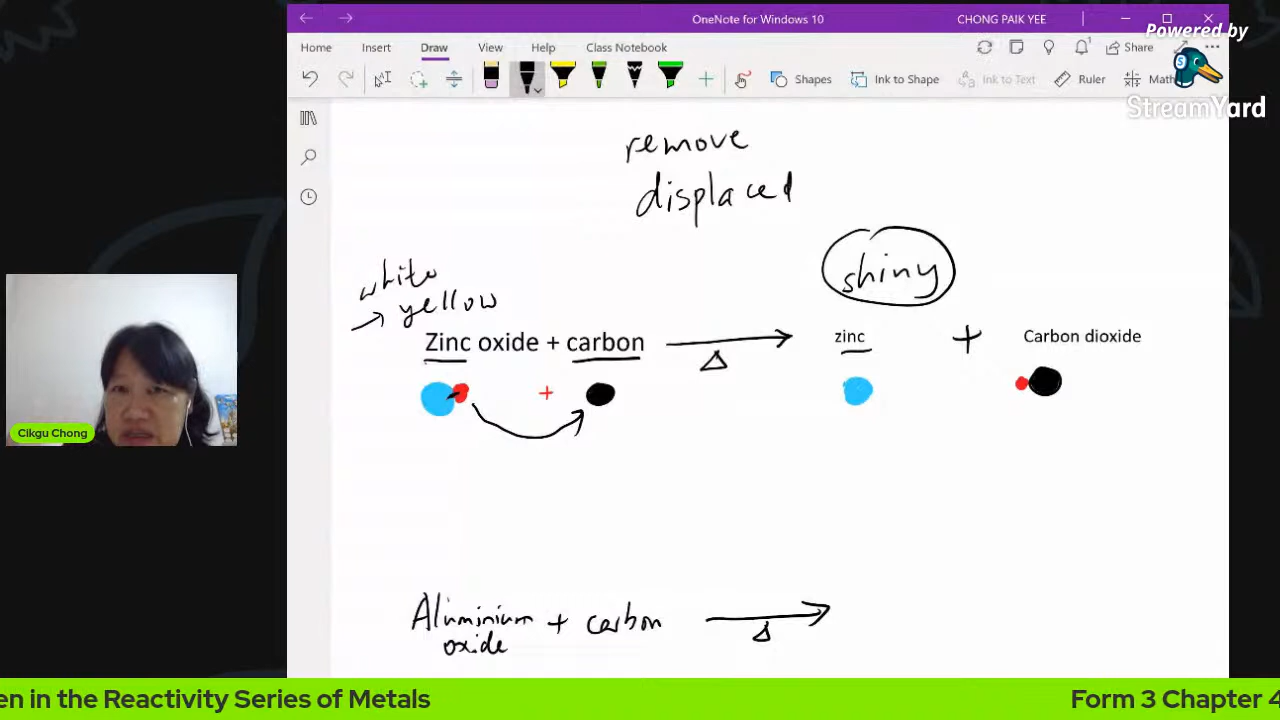 OneNote for Windows 10
CHONG PAIK YEE
Powered by
StreamYard
Home Insert Draw View Help Class Notebook
Share
Shapes Ink to Shape Ink to Text Ruler Math
remove
displaced
white
→ yellow
shiny
Zinc oxide + carbon → zinc + Carbon dioxide
Δ
+
Cikgu Chong
Aluminium + carbon →
oxide Δ
en in the Reactivity Series of Metals
Form 3 Chapter 4